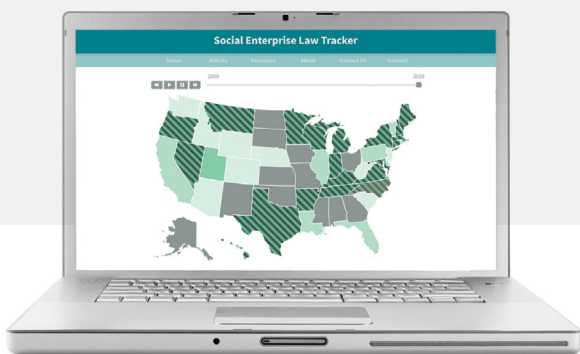 Social Enterprise Law Tracker
Status Activity Resources About Contact Us Connect
2009 2019